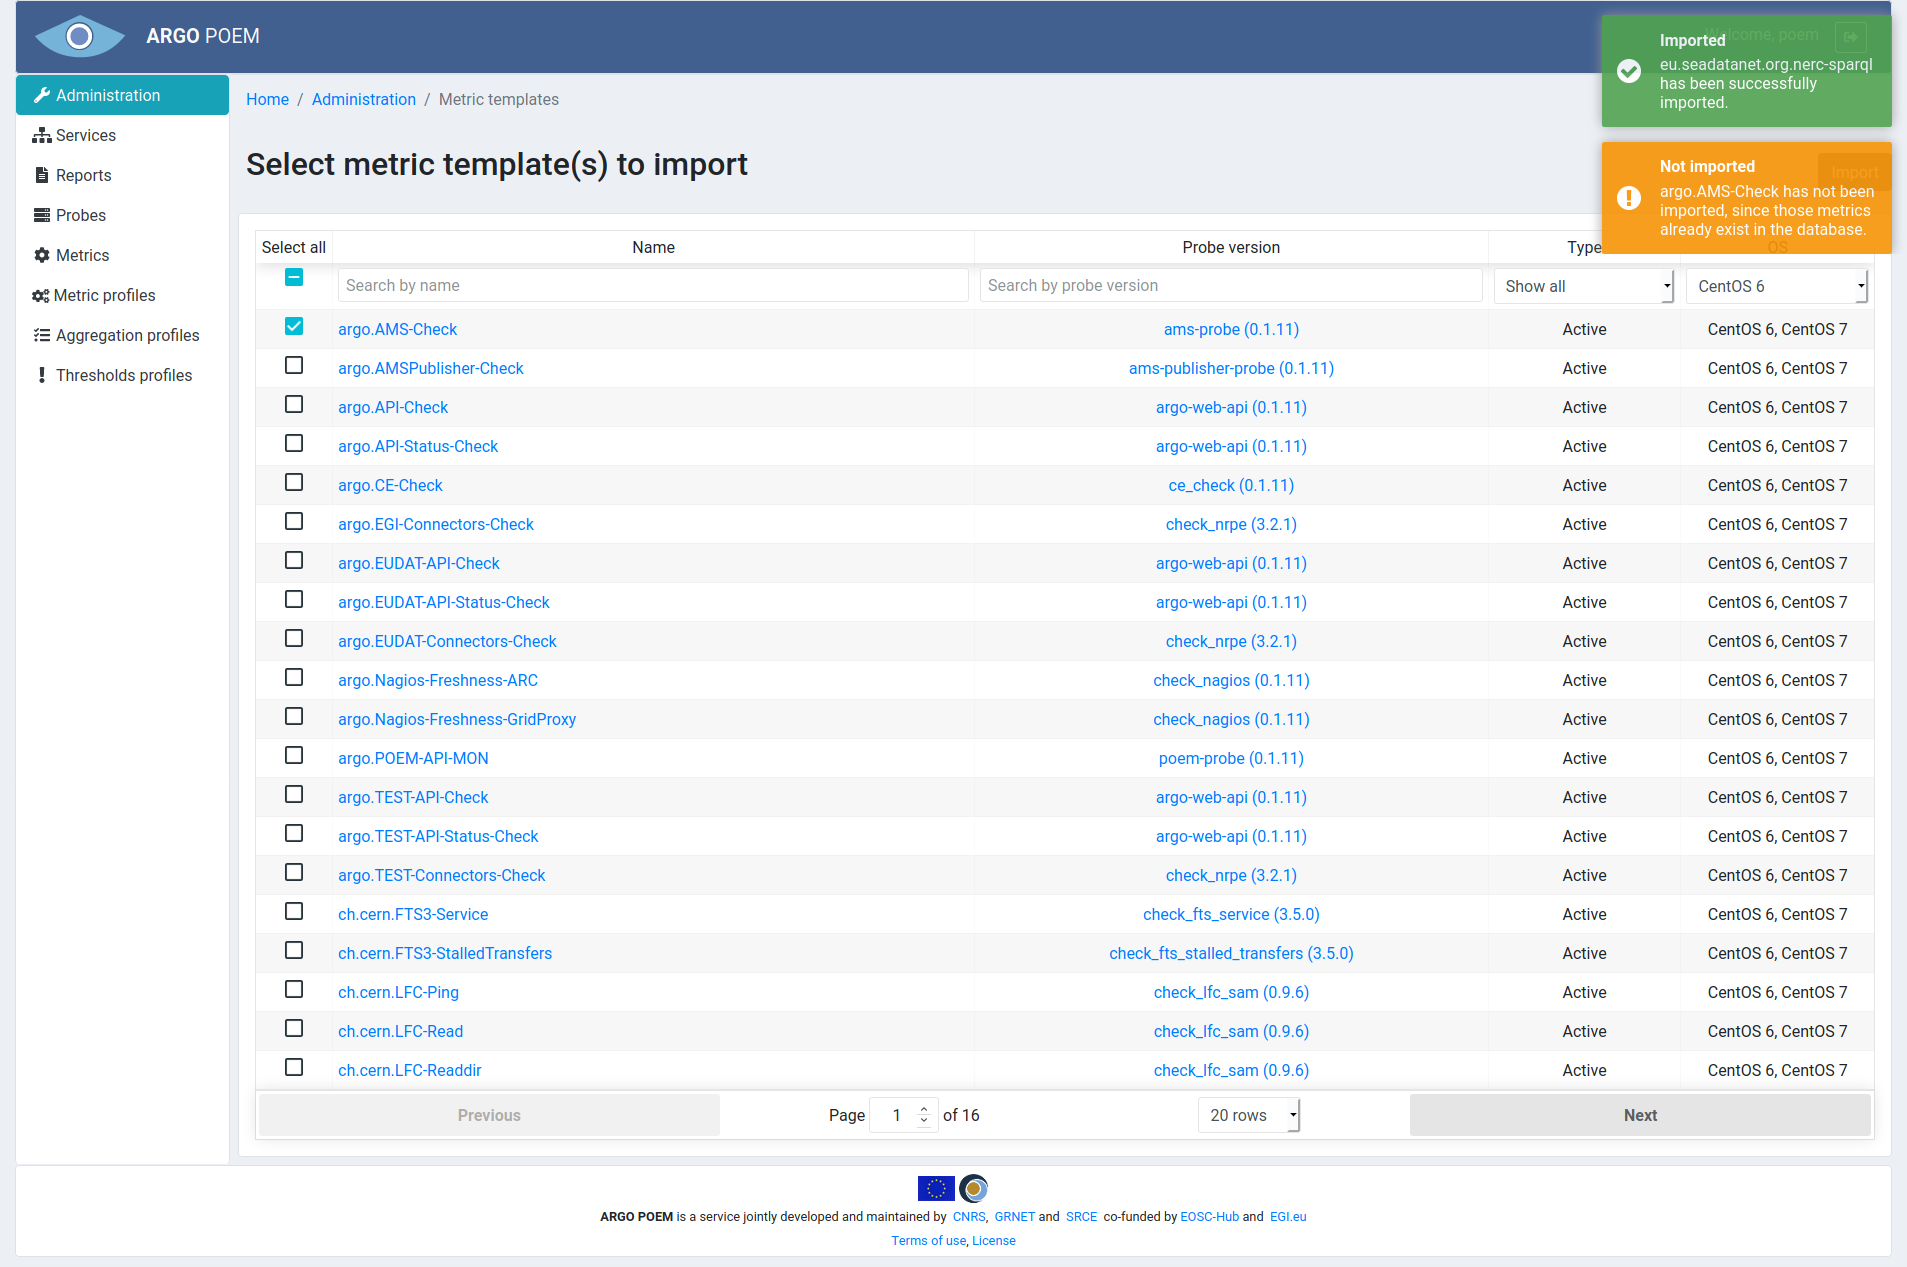 ARGO POEM
Welcome, poem
Imported
eu.seadatanet.org.nerc-sparql
has been successfully
imported.
Administration
Services
Reports
Probes
Metrics
Metric profiles
Aggregation profiles
Thresholds profiles
Home / Administration / Metric templates
Select metric template(s) to import
Import
Not imported
argo.AMS-Check has not been
imported, since those metrics
already exist in the database.
Select all Name Probe version Type OS
Search by name Search by probe version Show all CentOS 6
argo.AMS-Check ams-probe (0.1.11) Active CentOS 6, CentOS 7
argo.AMSPublisher-Check ams-publisher-probe (0.1.11) Active CentOS 6, CentOS 7
argo.API-Check argo-web-api (0.1.11) Active CentOS 6, CentOS 7
argo.API-Status-Check argo-web-api (0.1.11) Active CentOS 6, CentOS 7
argo.CE-Check ce_check (0.1.11) Active CentOS 6, CentOS 7
argo.EGI-Connectors-Check check_nrpe (3.2.1) Active CentOS 6, CentOS 7
argo.EUDAT-API-Check argo-web-api (0.1.11) Active CentOS 6, CentOS 7
argo.EUDAT-API-Status-Check argo-web-api (0.1.11) Active CentOS 6, CentOS 7
argo.EUDAT-Connectors-Check check_nrpe (3.2.1) Active CentOS 6, CentOS 7
argo.Nagios-Freshness-ARC check_nagios (0.1.11) Active CentOS 6, CentOS 7
argo.Nagios-Freshness-GridProxy check_nagios (0.1.11) Active CentOS 6, CentOS 7
argo.POEM-API-MON poem-probe (0.1.11) Active CentOS 6, CentOS 7
argo.TEST-API-Check argo-web-api (0.1.11) Active CentOS 6, CentOS 7
argo.TEST-API-Status-Check argo-web-api (0.1.11) Active CentOS 6, CentOS 7
argo.TEST-Connectors-Check check_nrpe (3.2.1) Active CentOS 6, CentOS 7
ch.cern.FTS3-Service check_fts_service (3.5.0) Active CentOS 6, CentOS 7
ch.cern.FTS3-StalledTransfers check_fts_stalled_transfers (3.5.0) Active CentOS 6, CentOS 7
ch.cern.LFC-Ping check_lfc_sam (0.9.6) Active CentOS 6, CentOS 7
ch.cern.LFC-Read check_lfc_sam (0.9.6) Active CentOS 6, CentOS 7
ch.cern.LFC-Readdir check_lfc_sam (0.9.6) Active CentOS 6, CentOS 7
Previous Page 1 of 16 20 rows Next
ARGO POEM is a service jointly developed and maintained by CNRS, GRNET and SRCE co-funded by EOSC-Hub and EGI.eu
Terms of use, License